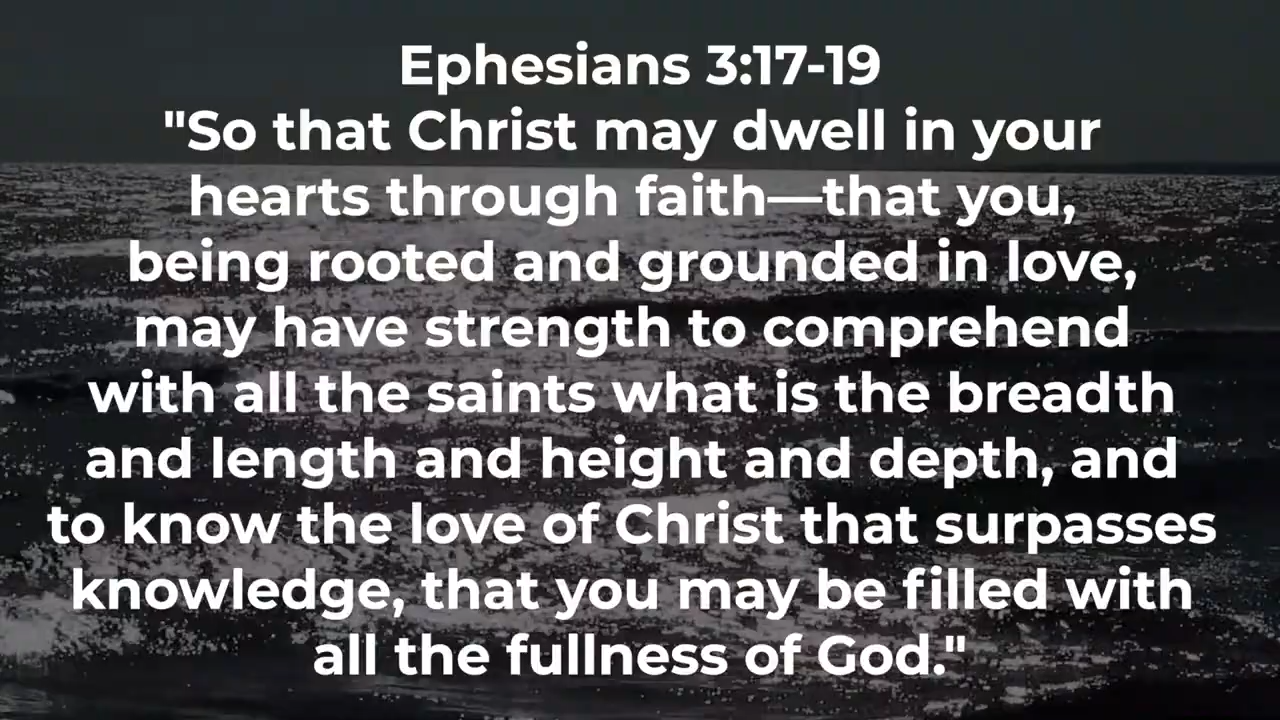 Ephesians 3:17-19
"So that Christ may dwell in your
hearts through faith—that you,
being rooted and grounded in love,
may have strength to comprehend
with all the saints what is the breadth
and length and height and depth, and
to know the love of Christ that surpasses
knowledge, that you may be filled with
all the fullness of God."